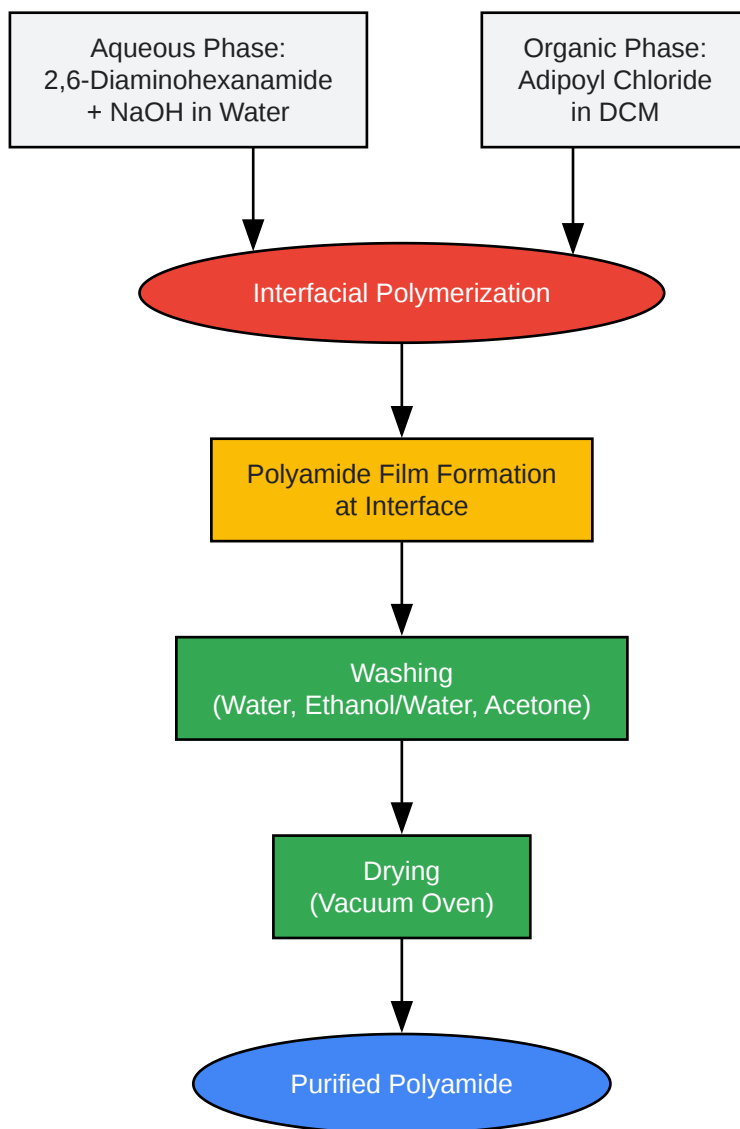 Aqueous Phase:
2,6-Diaminohexanamide
+ NaOH in Water
Organic Phase:
Adipoyl Chloride
in DCM
Interfacial Polymerization
Polyamide Film Formation
at Interface
Washing
(Water, Ethanol/Water, Acetone)
Drying
(Vacuum Oven)
Purified Polyamide